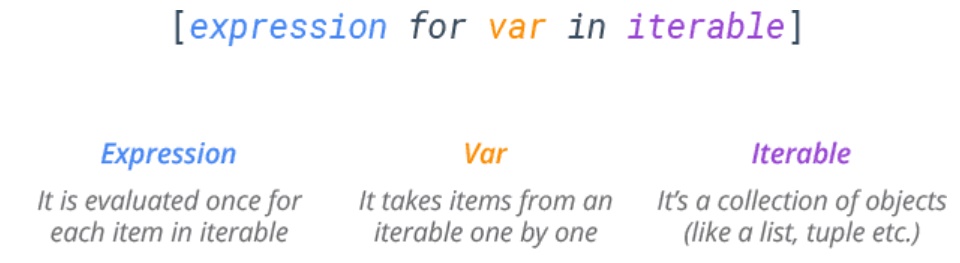 [expression for var in iterable]
Expression
It is evaluated once for
each item in iterable
Var
It takes items from an
iterable one by one
Iterable
It's a collection of objects
(like a list, tuple etc.)